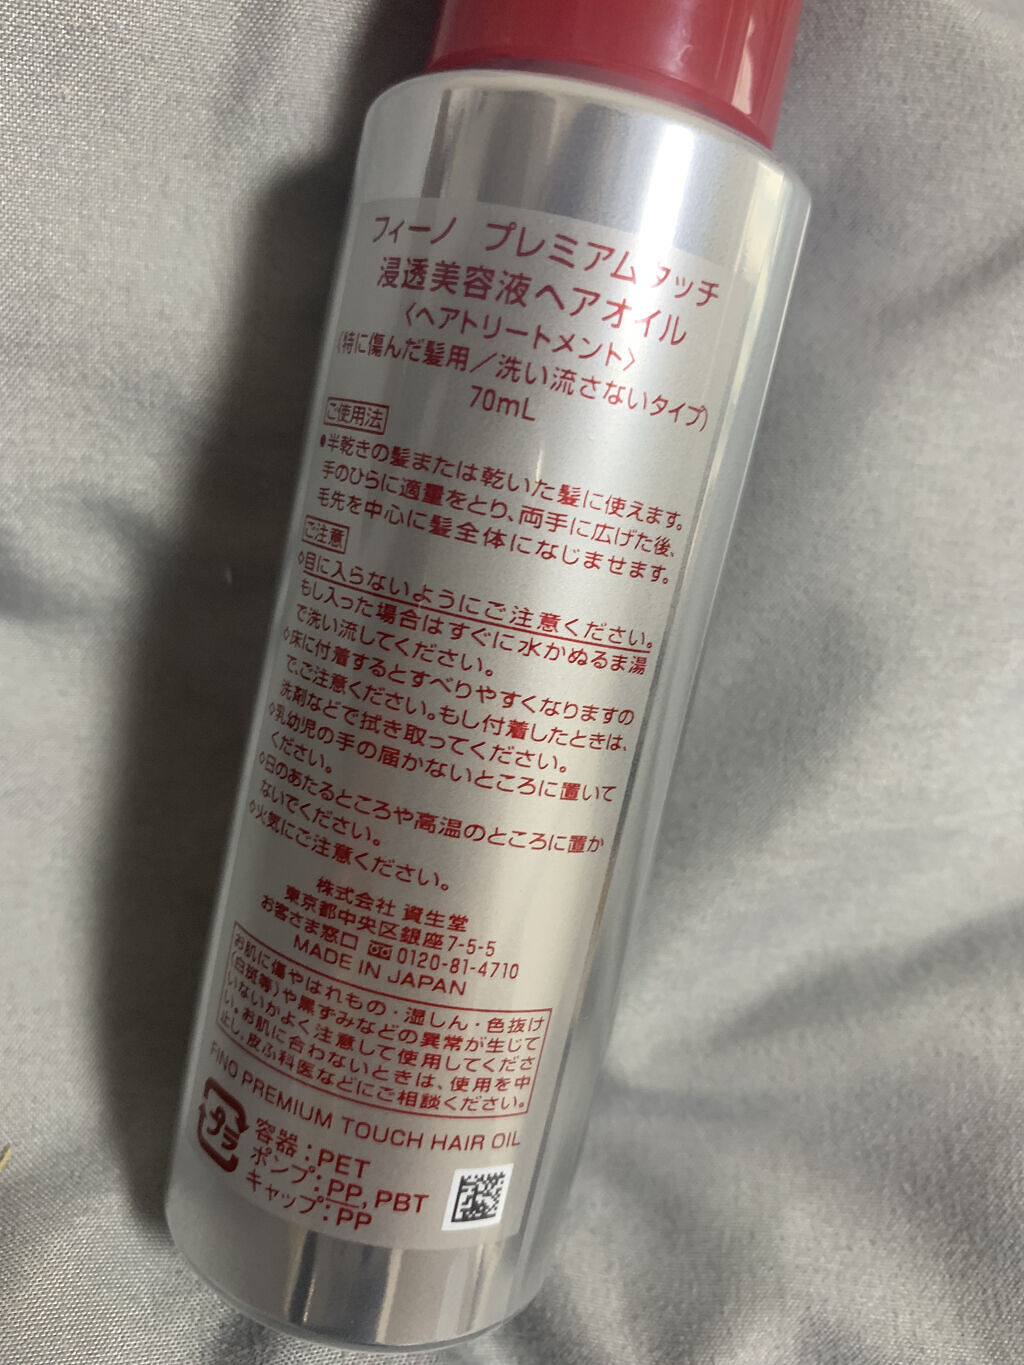 フィーノ プレミアムタッチ
浸透美容液ヘアオイル
〈ヘアトリートメント〉
(特に傷んだ髪用／洗い流さないタイプ)
70mL
ご使用法
●半乾きの髪または乾いた髪に使えます。
手のひらに適量をとり、両手に広げた後、
毛先を中心に髪全体になじませます。
ご注意
◇目に入らないようにご注意ください。
もし入った場合はすぐに水かぬるま湯
で洗い流してください。
◇床に付着するとすべりやすくなりますの
で、ご注意ください。もし付着したときは、
洗剤などで拭き取ってください。
◇乳幼児の手の届かないところに置いて
ください。
◇日のあたるところや高温のところに置か
ないでください。
◇火気にご注意ください。
株式会社 資生堂
東京都中央区銀座7-5-5
お客さま窓口 0120-81-4710
MADE IN JAPAN
お肌に傷やはれもの・湿しん・色抜け
(白斑等)や黒ずみなどの異常が生じて
いないかよく注意して使用してくださ
い。お肌に合わないときは、使用を中
止し、皮ふ科医などにご相談ください。
FINO PREMIUM TOUCH HAIR OIL
プラ
容器：PET
ポンプ：PP, PBT
キャップ：PP